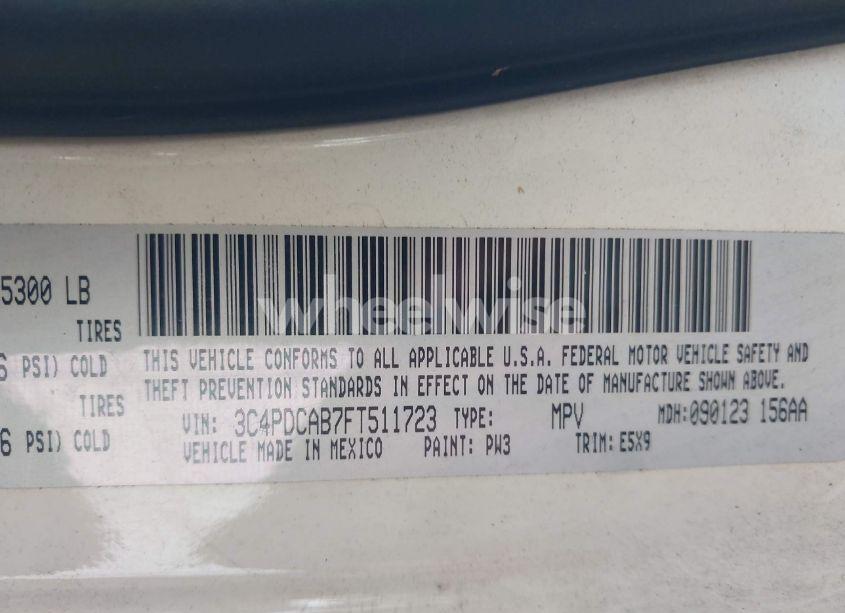 5300 LB
wheelwise
TIRES
6 PSI) COLD
THIS VEHICLE CONFORMS TO ALL APPLICABLE U.S.A. FEDERAL MOTOR VEHICLE SAFETY AND
THEFT PREVENTION STANDARDS IN EFFECT ON THE DATE OF MANUFACTURE SHOWN ABOVE.
TIRES
VIN: 3C4PDCAB7FT511723 TYPE: MPV MDH:090123 156AA
6 PSI) COLD
VEHICLE MADE IN MEXICO PAINT: PW3 TRIM: E5X9